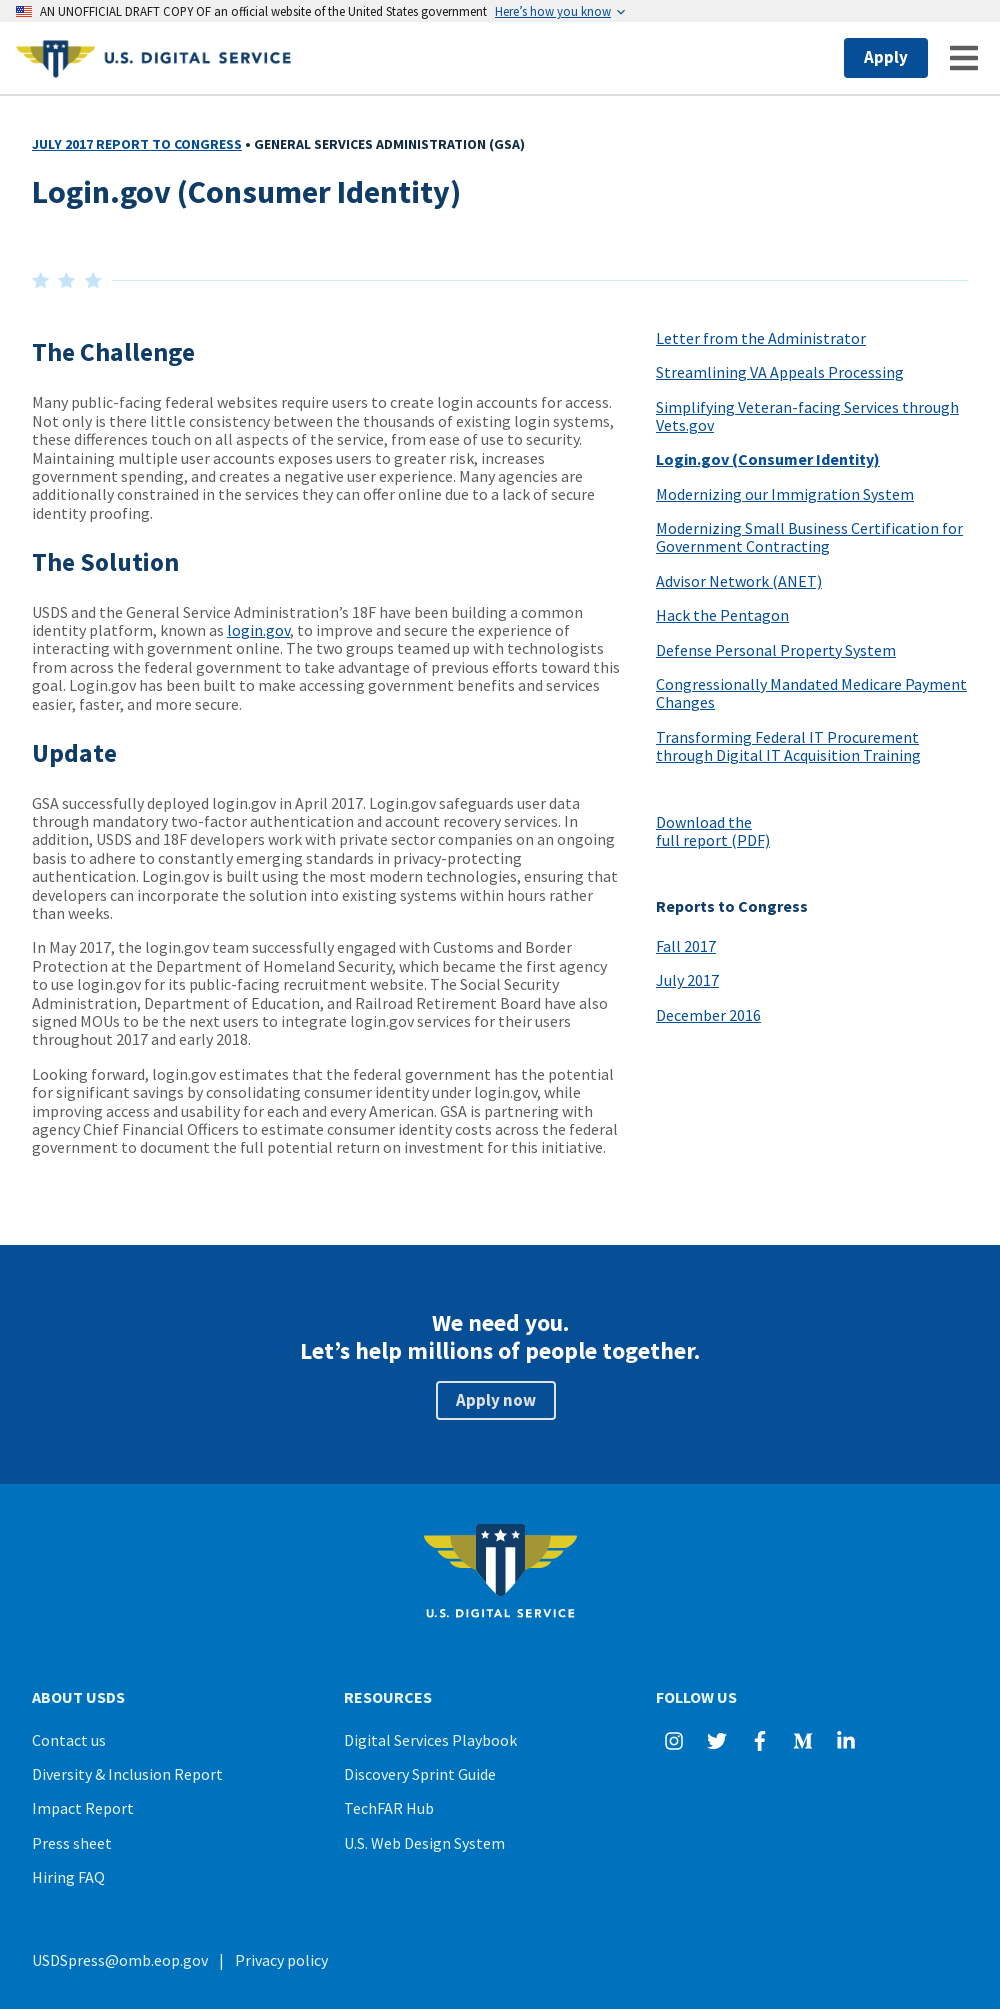 AN UNOFFICIAL DRAFT COPY OF an official website of the United States government Here’s how you know
U.S. DIGITAL SERVICE
Apply
JULY 2017 REPORT TO CONGRESS • GENERAL SERVICES ADMINISTRATION (GSA)
Login.gov (Consumer Identity)
The Challenge
Many public-facing federal websites require users to create login accounts for access.
Not only is there little consistency between the thousands of existing login systems,
these differences touch on all aspects of the service, from ease of use to security.
Maintaining multiple user accounts exposes users to greater risk, increases
government spending, and creates a negative user experience. Many agencies are
additionally constrained in the services they can offer online due to a lack of secure
identity proofing.
The Solution
USDS and the General Service Administration’s 18F have been building a common
identity platform, known as login.gov, to improve and secure the experience of
interacting with government online. The two groups teamed up with technologists
from across the federal government to take advantage of previous efforts toward this
goal. Login.gov has been built to make accessing government benefits and services
easier, faster, and more secure.
Update
GSA successfully deployed login.gov in April 2017. Login.gov safeguards user data
through mandatory two-factor authentication and account recovery services. In
addition, USDS and 18F developers work with private sector companies on an ongoing
basis to adhere to constantly emerging standards in privacy-protecting
authentication. Login.gov is built using the most modern technologies, ensuring that
developers can incorporate the solution into existing systems within hours rather
than weeks.
In May 2017, the login.gov team successfully engaged with Customs and Border
Protection at the Department of Homeland Security, which became the first agency
to use login.gov for its public-facing recruitment website. The Social Security
Administration, Department of Education, and Railroad Retirement Board have also
signed MOUs to be the next users to integrate login.gov services for their users
throughout 2017 and early 2018.
Looking forward, login.gov estimates that the federal government has the potential
for significant savings by consolidating consumer identity under login.gov, while
improving access and usability for each and every American. GSA is partnering with
agency Chief Financial Officers to estimate consumer identity costs across the federal
government to document the full potential return on investment for this initiative.
Letter from the Administrator
Streamlining VA Appeals Processing
Simplifying Veteran-facing Services through
Vets.gov
Login.gov (Consumer Identity)
Modernizing our Immigration System
Modernizing Small Business Certification for
Government Contracting
Advisor Network (ANET)
Hack the Pentagon
Defense Personal Property System
Congressionally Mandated Medicare Payment
Changes
Transforming Federal IT Procurement
through Digital IT Acquisition Training
Download the
full report (PDF)
Reports to Congress
Fall 2017
July 2017
December 2016
We need you.
Let’s help millions of people together.
Apply now
U.S. DIGITAL SERVICE
ABOUT USDS
Contact us
Diversity & Inclusion Report
Impact Report
Press sheet
Hiring FAQ
RESOURCES
Digital Services Playbook
Discovery Sprint Guide
TechFAR Hub
U.S. Web Design System
FOLLOW US
USDSpress@omb.eop.gov | Privacy policy